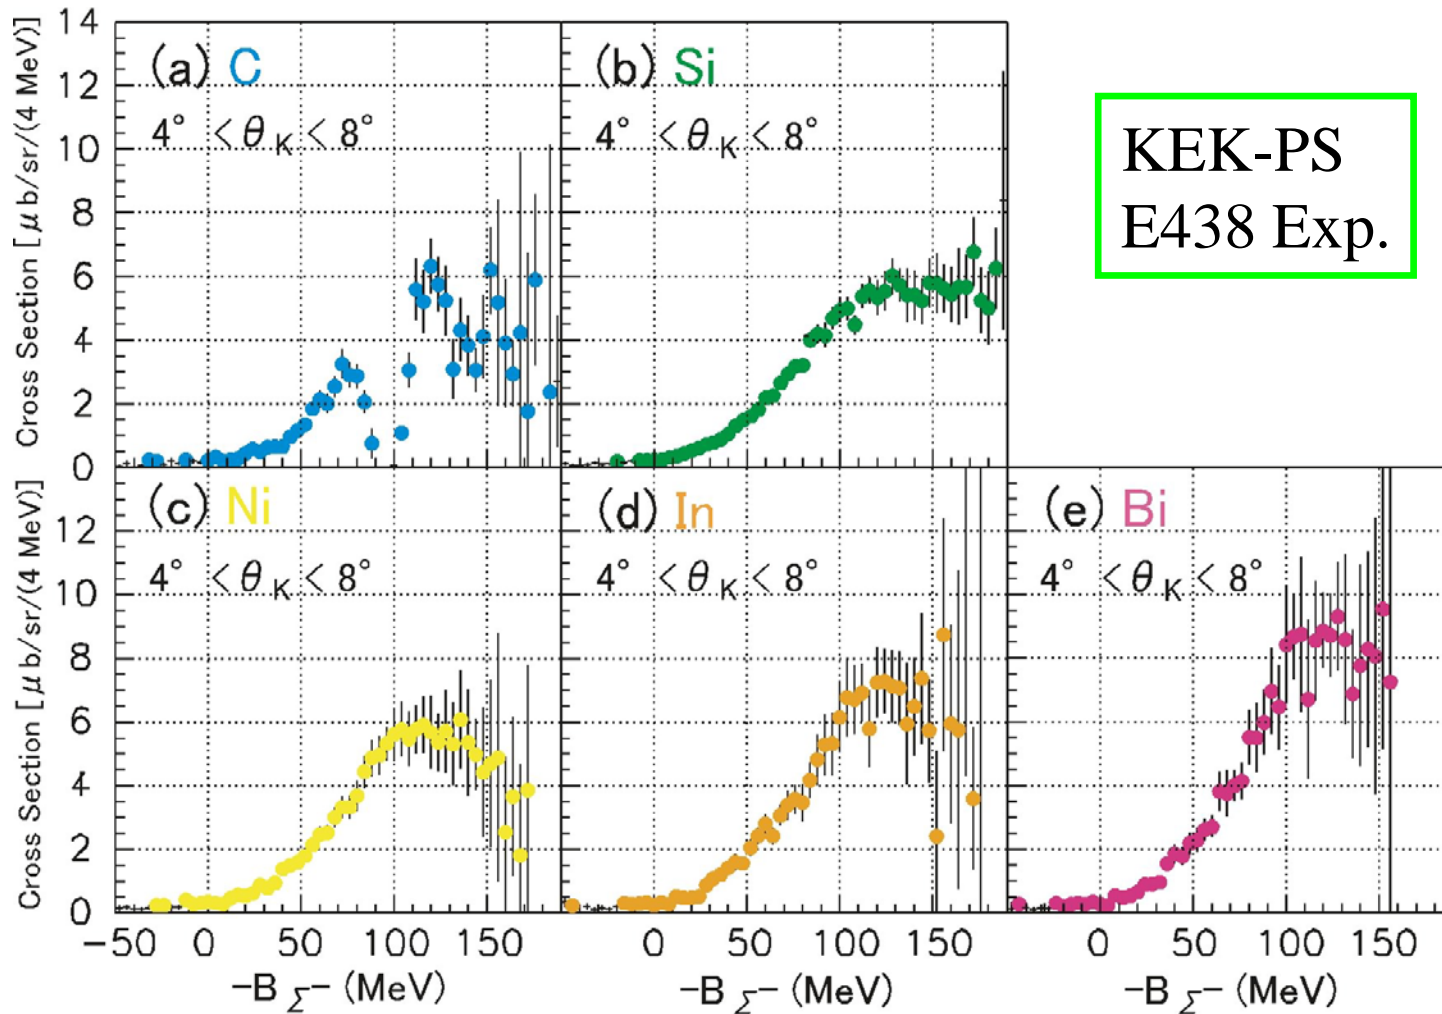 Cross Section [μb/sr/(4 MeV)]
14
12
10
8
6
4
2
0
(a) C
4° <θK< 8°
(b) Si
4° <θK< 8°
KEK-PS
E438 Exp.
Cross Section [μb/sr/(4 MeV)]
12
10
8
6
4
2
0
(c) Ni
4° <θK< 8°
(d) In
4° <θK< 8°
(e) Bi
4° <θK< 8°
-50 0 50 100 150
0 50 100 150
0 50 100 150
-BΣ- (MeV)
-BΣ- (MeV)
-BΣ- (MeV)